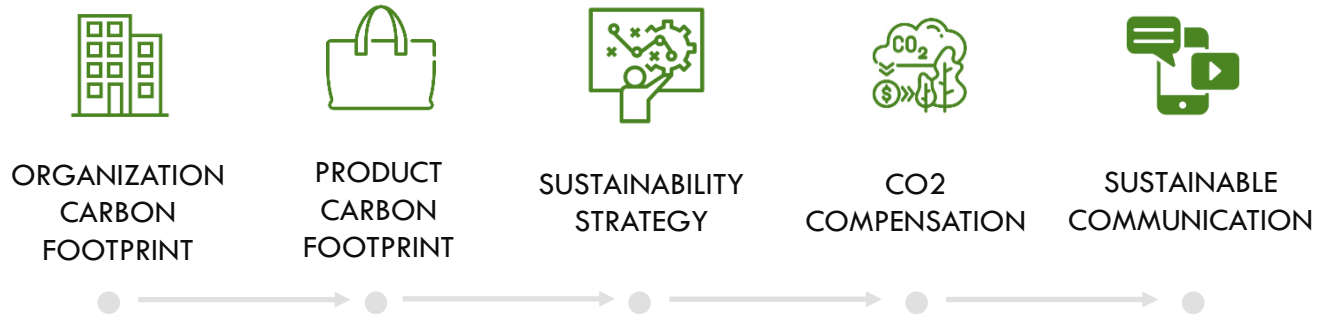 CO2
$
ORGANIZATION
CARBON
FOOTPRINT
PRODUCT
CARBON
FOOTPRINT
SUSTAINABILITY
STRATEGY
CO2
COMPENSATION
SUSTAINABLE
COMMUNICATION